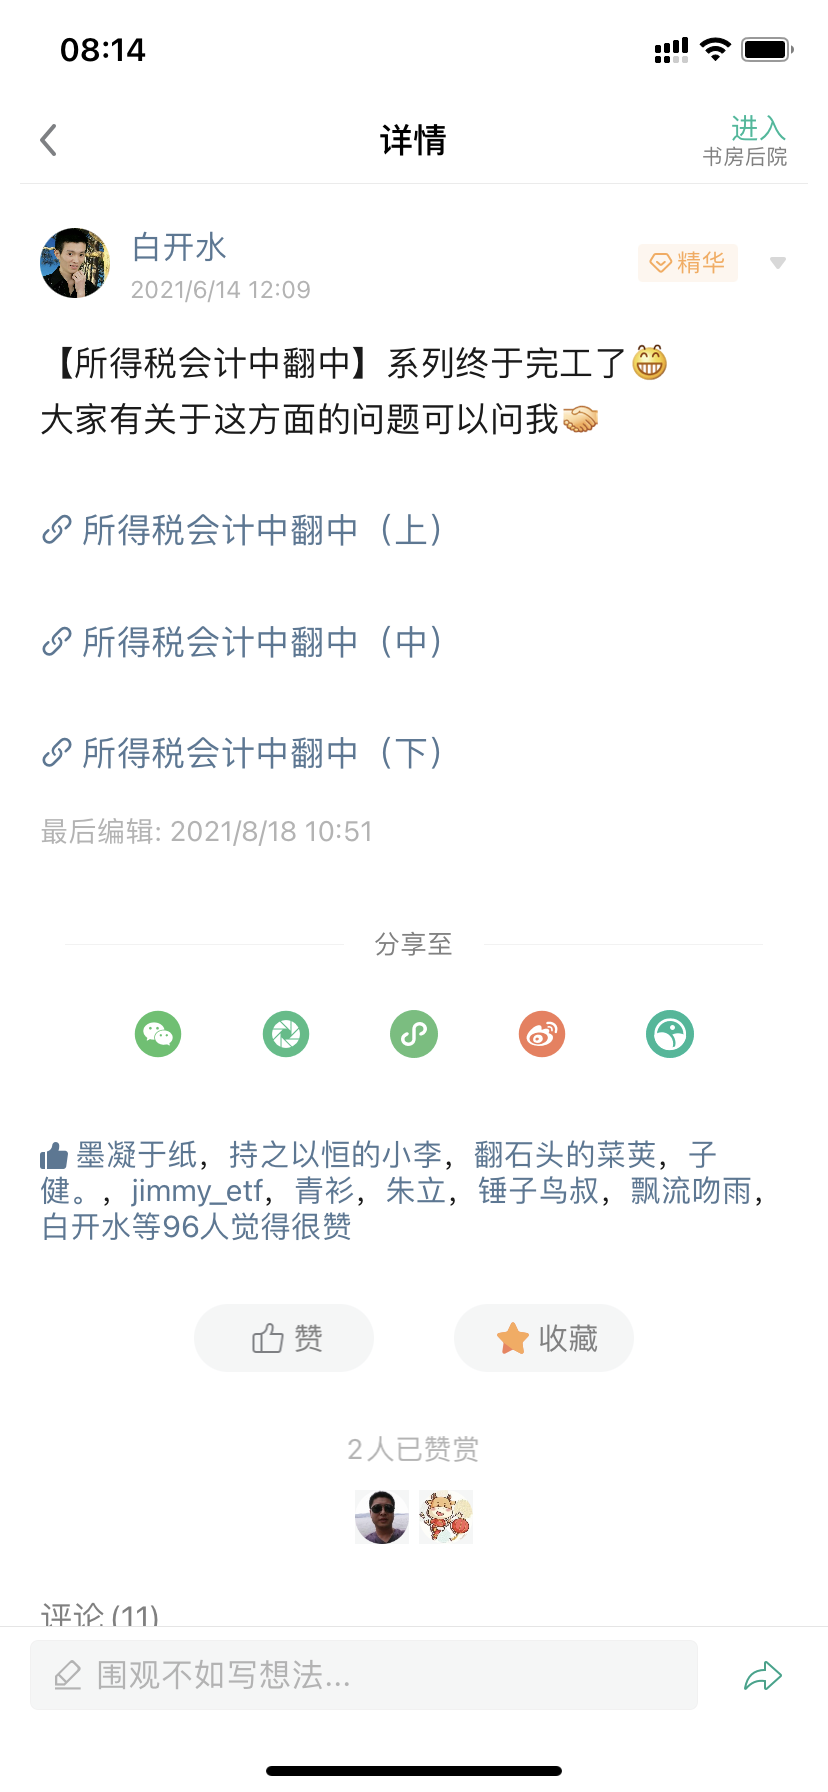 08:14
详情
进入
书房后院
白开水
2021/6/14 12:09
精华
【所得税会计中翻中】系列终于完工了😁
大家有关于这方面的问题可以问我🤝
所得税会计中翻中（上）
所得税会计中翻中（中）
所得税会计中翻中（下）
最后编辑: 2021/8/18 10:51
分享至
墨凝于纸，持之以恒的小李，翻石头的菜荚，子
健。，jimmy_etf，青衫，朱立，锤子鸟叔，飘流吻雨，
白开水等96人觉得很赞
赞
收藏
2人已赞赏
评论 (11)
围观不如写想法...